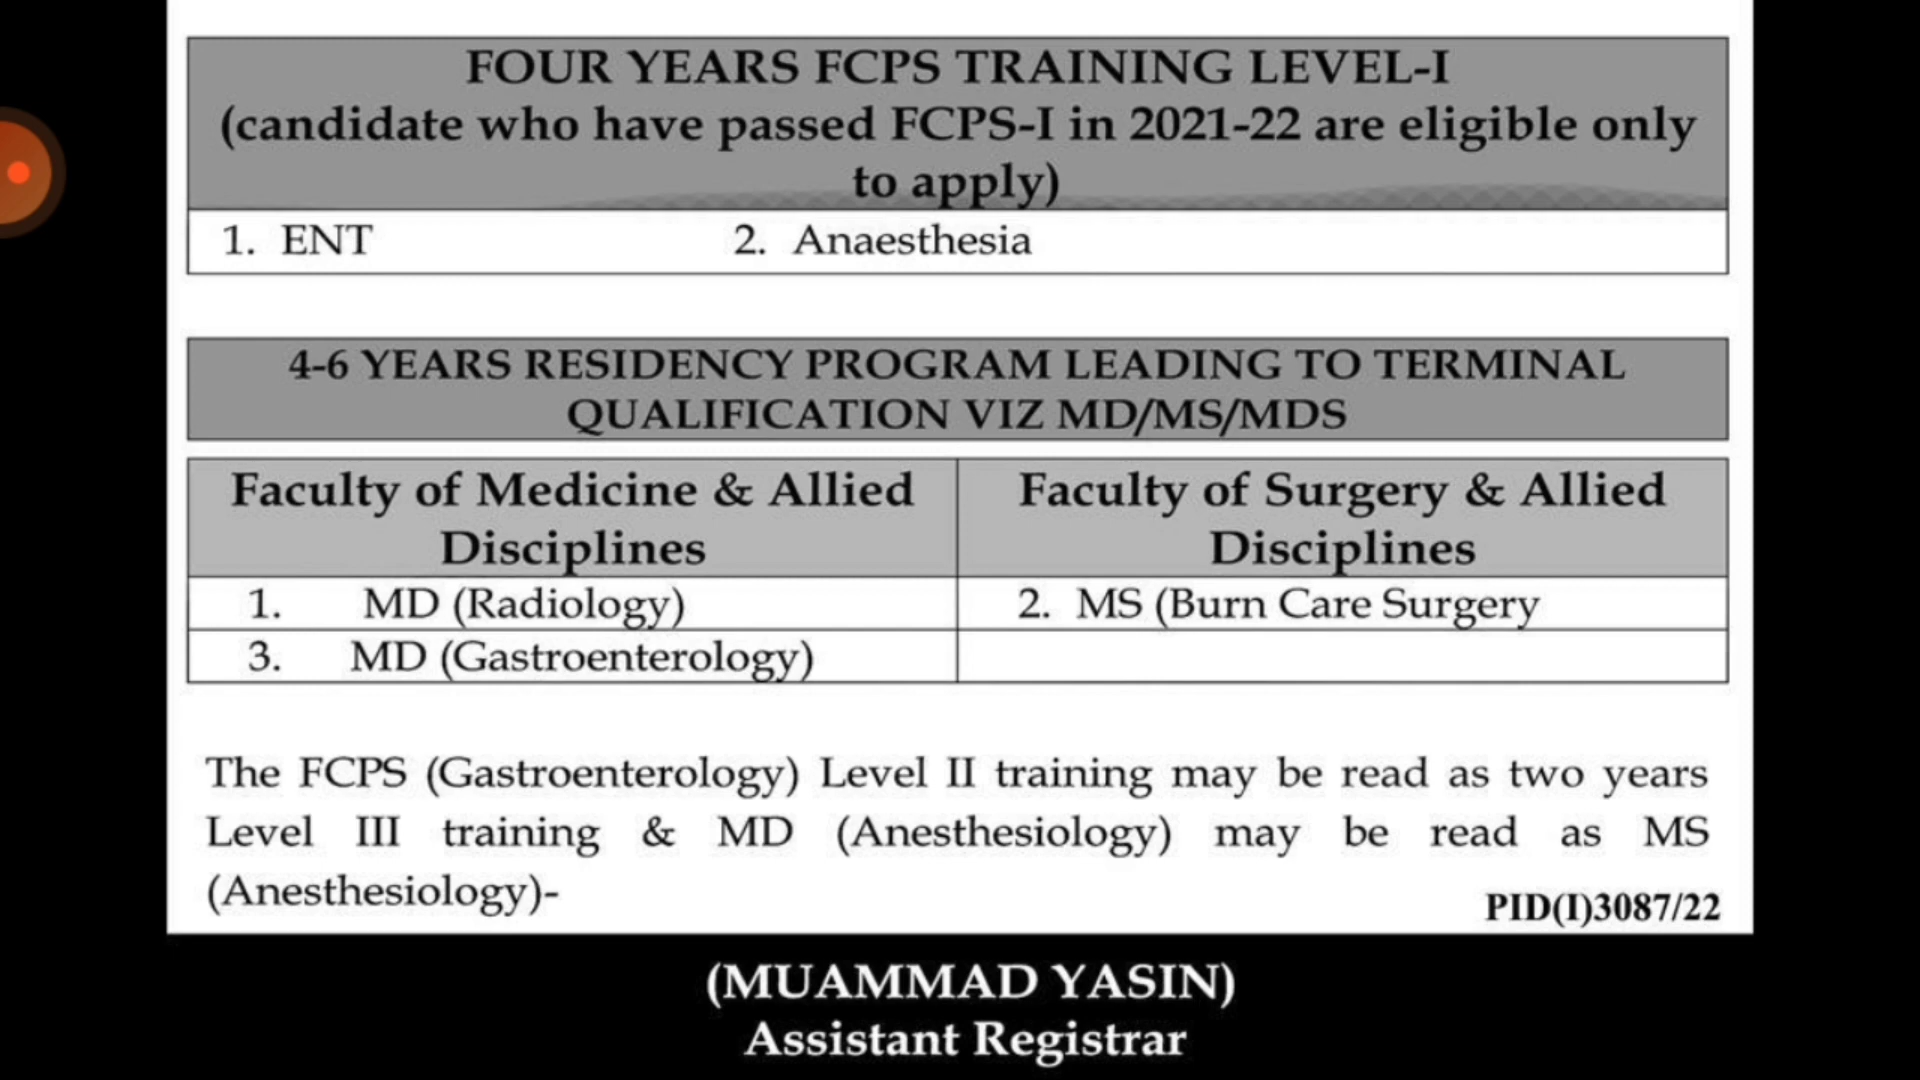 FOUR YEARS FCPS TRAINING LEVEL-I
(candidate who have passed FCPS-I in 2021-22 are eligible only
to apply)
1. ENT 2. Anaesthesia
4-6 YEARS RESIDENCY PROGRAM LEADING TO TERMINAL
QUALIFICATION VIZ MD/MS/MDS
Faculty of Medicine & Allied
Disciplines
Faculty of Surgery & Allied
Disciplines
1. MD (Radiology) 2. MS (Burn Care Surgery
3. MD (Gastroenterology)
The FCPS (Gastroenterology) Level II training may be read as two years
Level III training & MD (Anesthesiology) may be read as MS
(Anesthesiology)-
PID(I)3087/22
(MUAMMAD YASIN)
Assistant Registrar